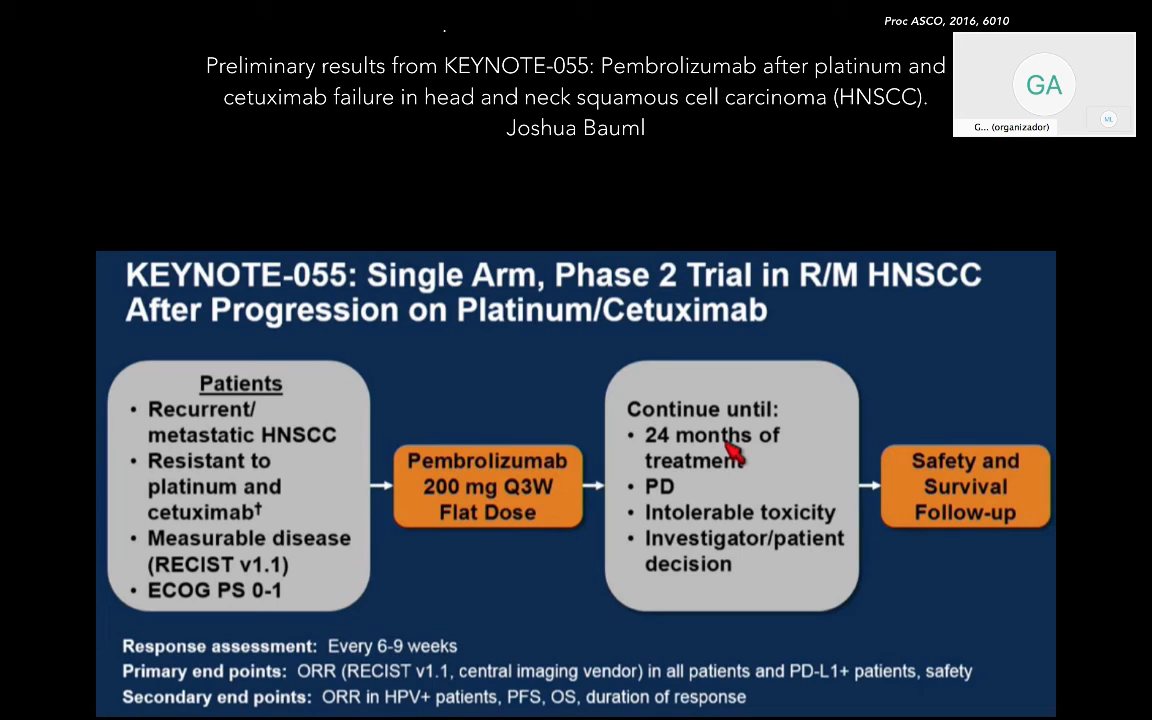 Proc ASCO, 2016, 6010
Preliminary results from KEYNOTE-055: Pembrolizumab after platinum and
cetuximab failure in head and neck squamous cell carcinoma (HNSCC).
Joshua Bauml
GA
ML
G... (organizador)
KEYNOTE-055: Single Arm, Phase 2 Trial in R/M HNSCC
After Progression on Platinum/Cetuximab
Patients
• Recurrent/
metastatic HNSCC
• Resistant to
platinum and
cetuximab†
• Measurable disease
(RECIST v1.1)
• ECOG PS 0-1
Pembrolizumab
200 mg Q3W
Flat Dose
Continue until:
• 24 months of
treatment
• PD
• Intolerable toxicity
• Investigator/patient
decision
Safety and
Survival
Follow-up
Response assessment: Every 6-9 weeks
Primary end points: ORR (RECIST v1.1, central imaging vendor) in all patients and PD-L1+ patients, safety
Secondary end points: ORR in HPV+ patients, PFS, OS, duration of response